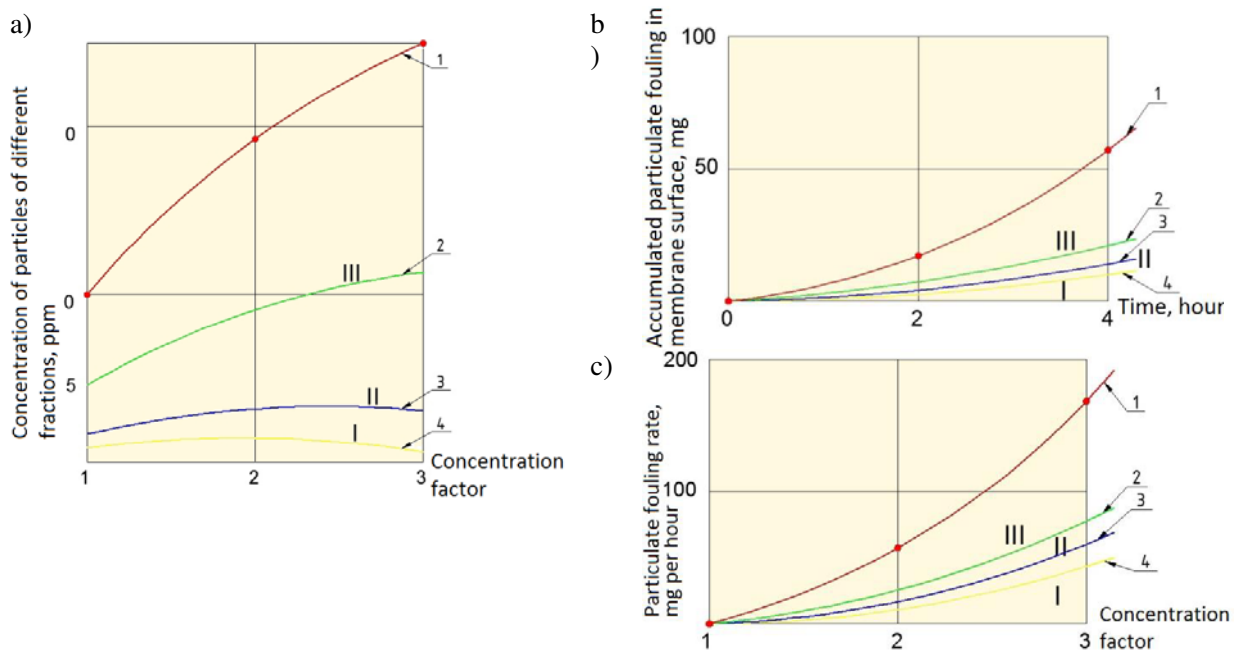 a)
Concentration of particles of different
fractions, ppm
0
0
5
1
2
3
Concentration
factor
1
2
3
4
III
II
I
b
)
Accumulated particulate fouling in
membrane surface, mg
100
50
0
2
4
Time, hour
1
2
3
4
III
II
I
c)
Particulate fouling rate,
mg per hour
200
100
1
2
3
Concentration
factor
1
2
3
4
III
II
I